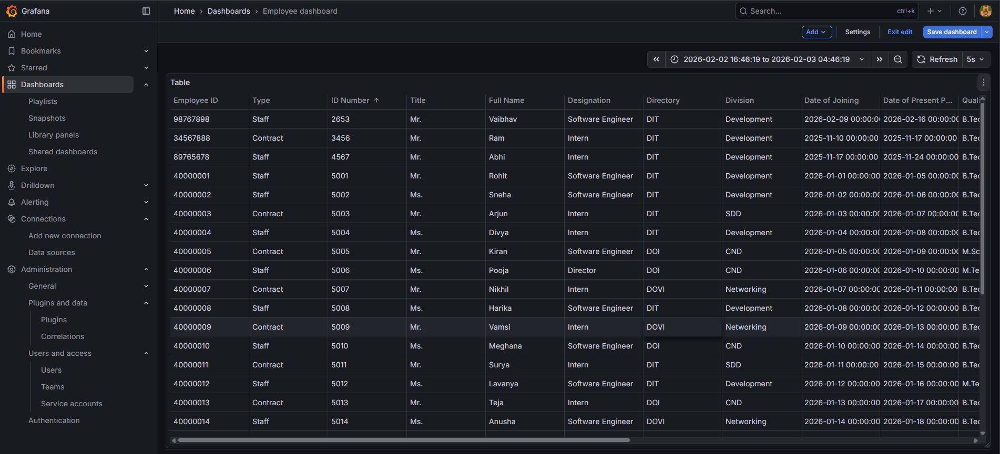 Grafana
Home › Dashboards › Employee dashboard
Search... ctrl+k
Add Settings Exit edit Save dashboard
2026-02-02 16:46:19 to 2026-02-03 04:46:19 Refresh 5s
Home
Bookmarks
Starred
Dashboards
Playlists
Snapshots
Library panels
Shared dashboards
Explore
Drilldown
Alerting
Connections
Add new connection
Data sources
Administration
General
Plugins and data
Plugins
Correlations
Users and access
Users
Teams
Service accounts
Authentication
Table
Employee ID Type ID Number Title Full Name Designation Directory Division Date of Joining Date of Present P... Quali
98767898 Staff 2653 Mr. Vaibhav Software Engineer DIT Development 2026-02-09 00:00:00 2026-02-16 00:00:00 B.Tec
34567888 Contract 3456 Mr. Ram Intern DIT Development 2025-11-10 00:00:00 2025-11-17 00:00:00 B.Tec
89765678 Staff 4567 Mr. Abhi Intern DIT Development 2025-11-17 00:00:00 2025-11-24 00:00:00 B.Tec
40000001 Staff 5001 Mr. Rohit Software Engineer DIT Development 2026-01-01 00:00:00 2026-01-05 00:00:00 B.Tec
40000002 Staff 5002 Ms. Sneha Software Engineer DIT Development 2026-01-02 00:00:00 2026-01-06 00:00:00 B.Tec
40000003 Contract 5003 Mr. Arjun Intern DIT SDD 2026-01-03 00:00:00 2026-01-07 00:00:00 B.Tec
40000004 Staff 5004 Ms. Divya Intern DIT Development 2026-01-04 00:00:00 2026-01-08 00:00:00 B.Tec
40000005 Contract 5005 Mr. Kiran Software Engineer DOI CND 2026-01-05 00:00:00 2026-01-09 00:00:00 M.Sc
40000006 Staff 5006 Ms. Pooja Director DOI CND 2026-01-06 00:00:00 2026-01-10 00:00:00 M.Te
40000007 Contract 5007 Mr. Nikhil Intern DOVI Networking 2026-01-07 00:00:00 2026-01-11 00:00:00 B.Tec
40000008 Staff 5008 Ms. Harika Software Engineer DIT Development 2026-01-08 00:00:00 2026-01-12 00:00:00 B.Tec
40000009 Contract 5009 Mr. Vamsi Intern DOVI Networking 2026-01-09 00:00:00 2026-01-13 00:00:00 B.Tec
40000010 Staff 5010 Ms. Meghana Software Engineer DOI CND 2026-01-10 00:00:00 2026-01-14 00:00:00 B.Tec
40000011 Contract 5011 Mr. Surya Intern DIT SDD 2026-01-11 00:00:00 2026-01-15 00:00:00 B.Tec
40000012 Staff 5012 Ms. Lavanya Software Engineer DIT Development 2026-01-12 00:00:00 2026-01-16 00:00:00 M.Te
40000013 Contract 5013 Mr. Teja Intern DOI CND 2026-01-13 00:00:00 2026-01-17 00:00:00 B.Tec
40000014 Staff 5014 Ms. Anusha Software Engineer DOVI Networking 2026-01-14 00:00:00 2026-01-18 00:00:00 B.Tec